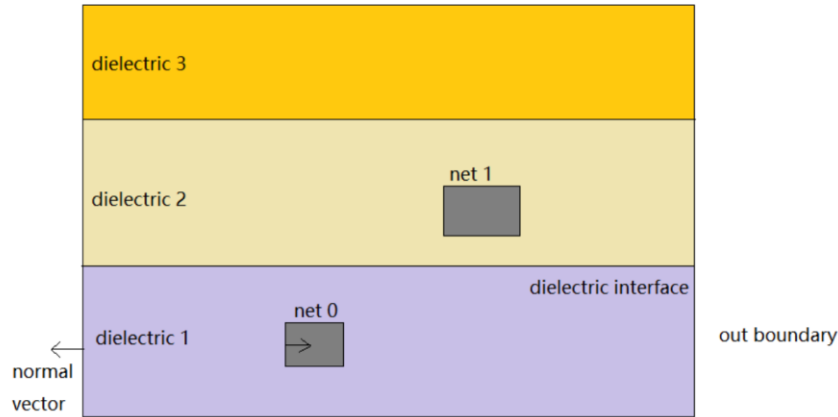 dielectric 3
net 1
dielectric 2
dielectric interface
net 0
dielectric 1
out boundary
normal
vector